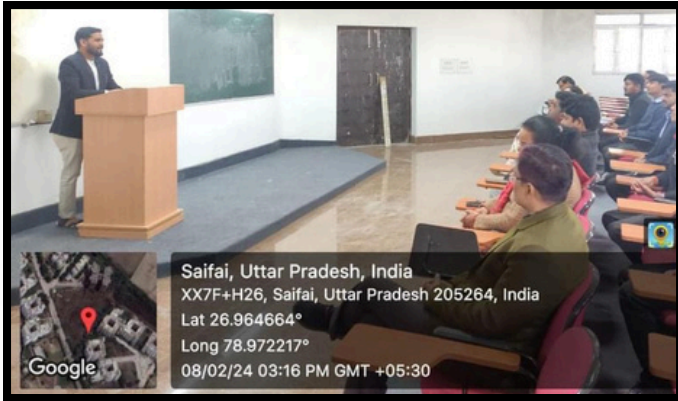 Saifai, Uttar Pradesh, India
XX7F+H26, Saifai, Uttar Pradesh 205264, India
Lat 26.964664°
Long 78.972217°
08/02/24 03:16 PM GMT +05:30
Google